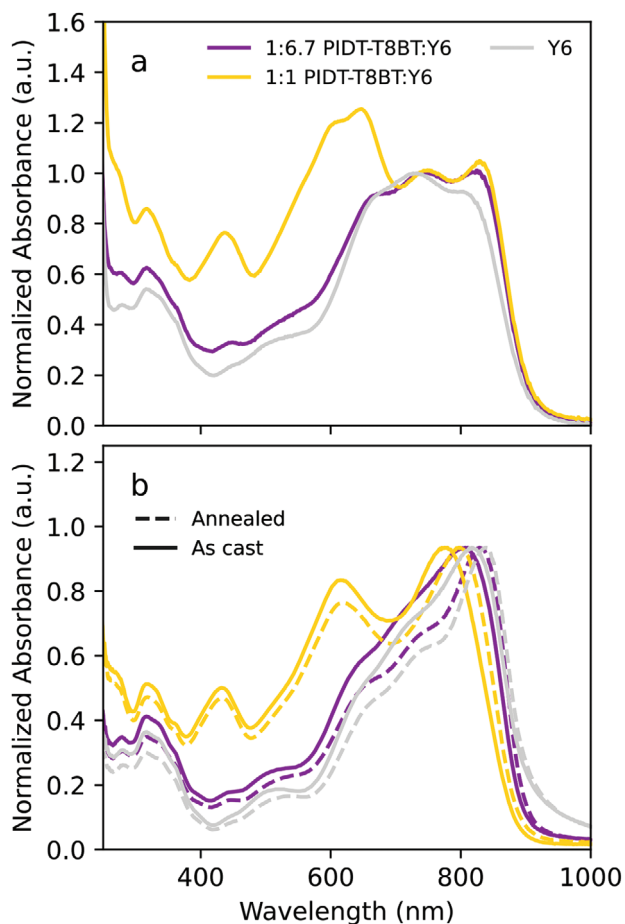 1.6
1.4
1.2
1.0
0.8
0.6
0.4
0.2
0.0
Normalized Absorbance (a.u.)
a
1:6.7 PIDT-T8BT:Y6
1:1 PIDT-T8BT:Y6
Y6
1.2
1.0
0.8
0.6
0.4
0.2
0.0
Normalized Absorbance (a.u.)
b
Annealed
As cast
400
600
800
1000
Wavelength (nm)